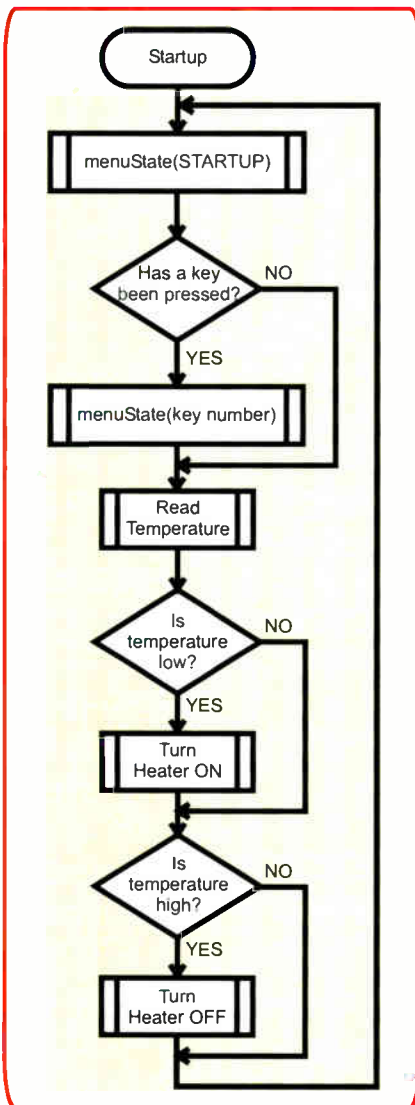 Startup
menuState(STARTUP)
Has a key
been pressed?
NO
YES
menuState(key number)
Read
Temperature
Is
temperature
low?
NO
YES
Turn
Heater ON
Is
temperature
high?
NO
YES
Turn
Heater OFF